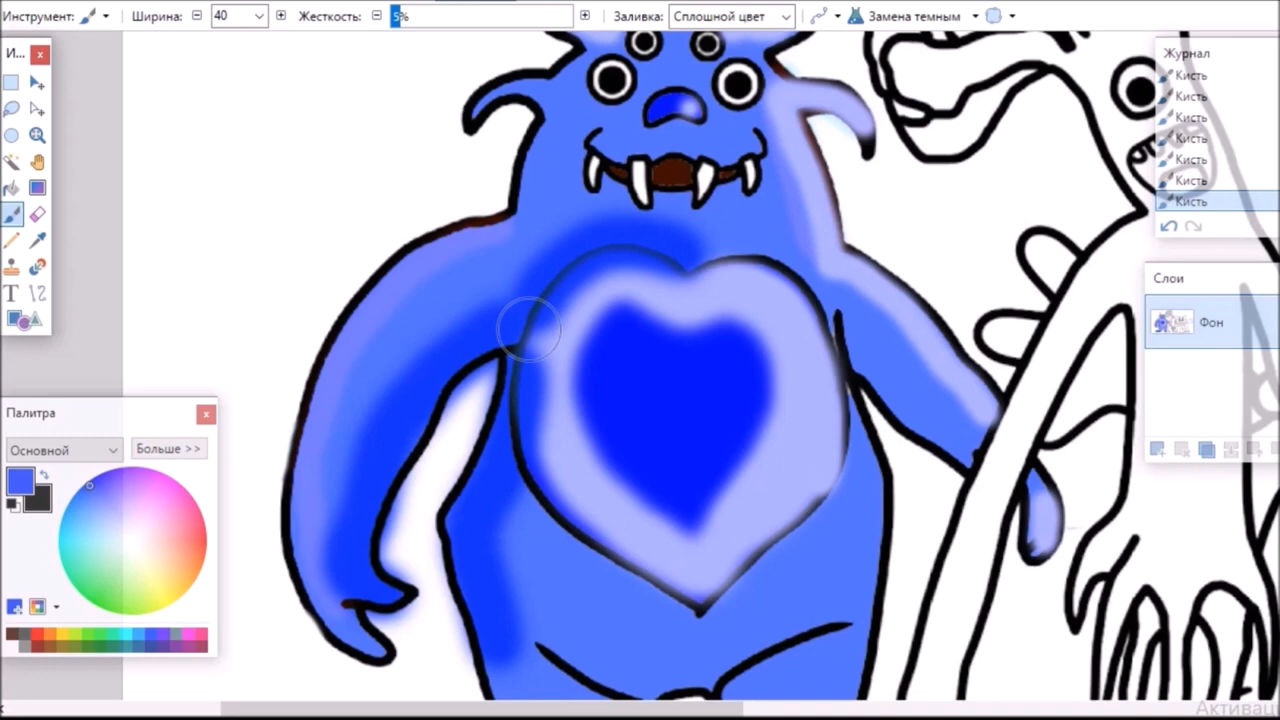 Инструмент: Ширина: 40 Жесткость: 5% Заливка: Сплошной цвет Замена темным
И...
Журнал
Кисть
Кисть
Кисть
Кисть
Кисть
Кисть
Кисть
Слои
Фон
Палитра
Основной Больше >>
T
Активац